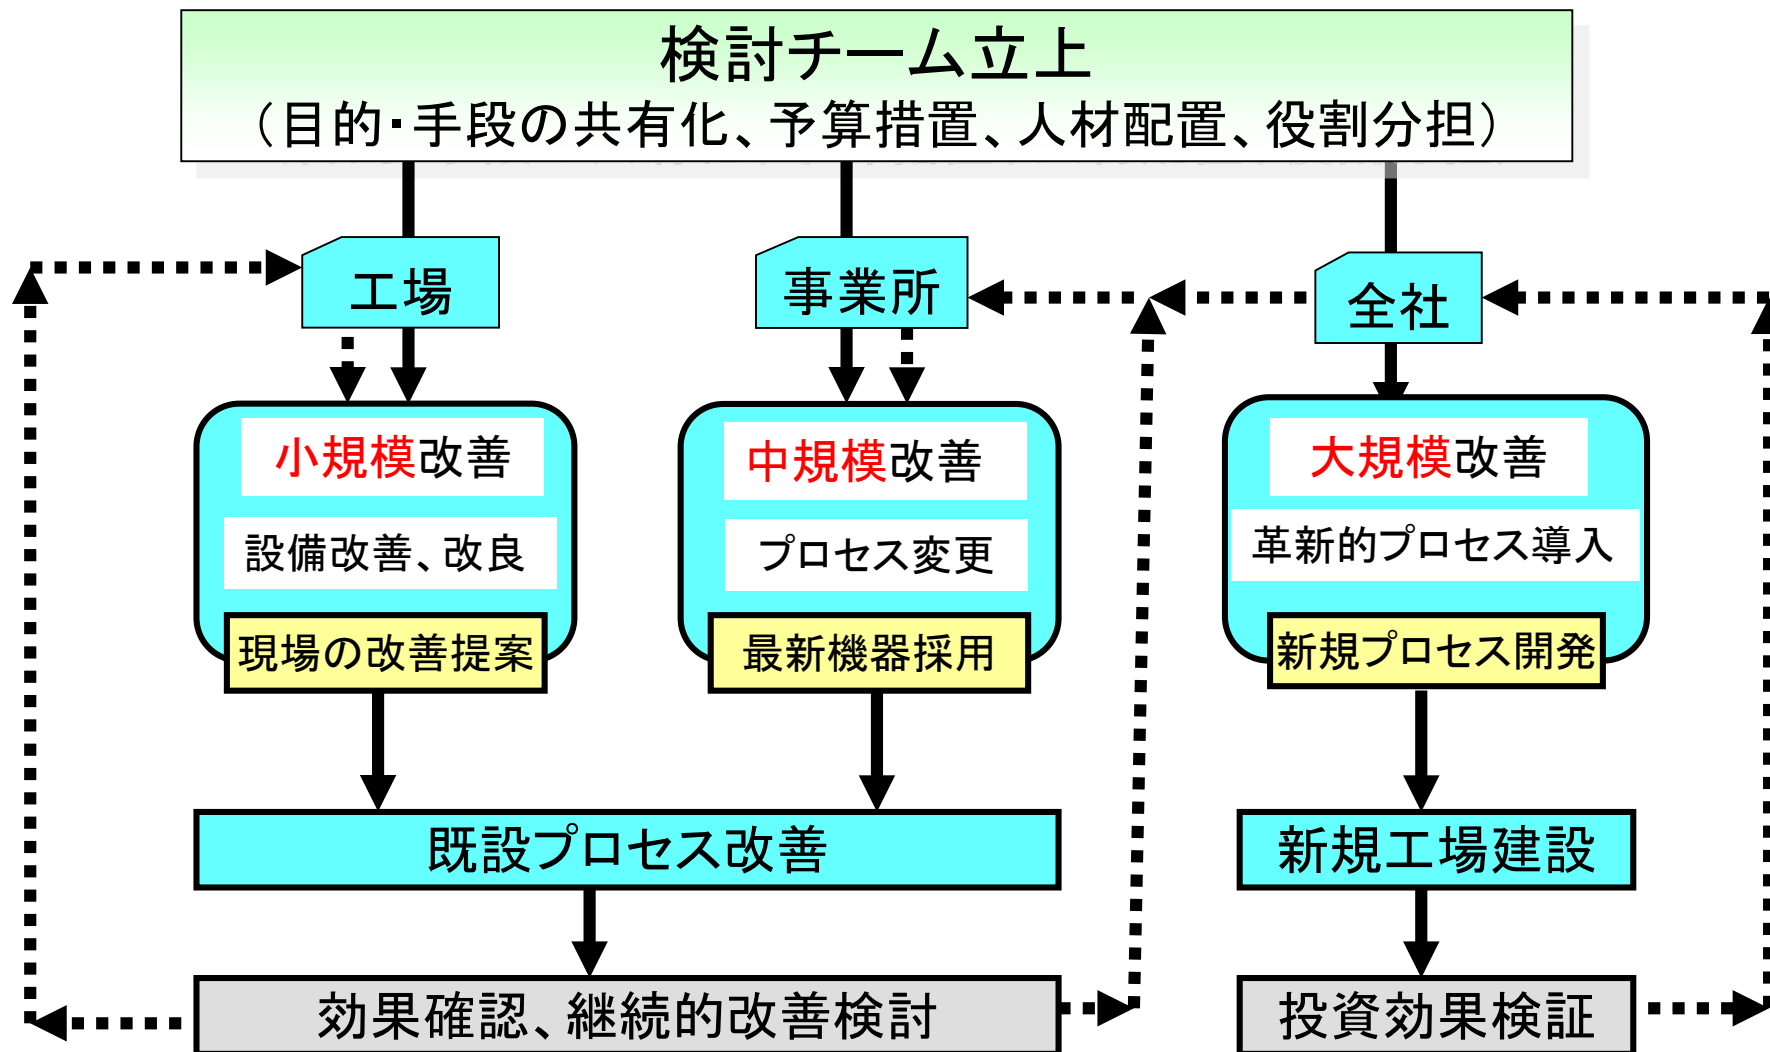 検討チーム立上
（目的・手段の共有化、予算措置、人材配置、役割分担）
工場
事業所
全社
小規模改善
設備改善、改良
現場の改善提案
中規模改善
プロセス変更
最新機器採用
大規模改善
革新的プロセス導入
新規プロセス開発
既設プロセス改善
新規工場建設
効果確認、継続的改善検討
投資効果検証